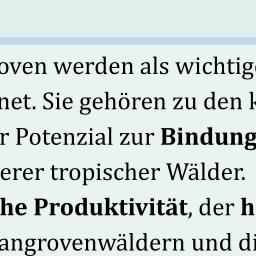 oven werden als wichtige
net. Sie gehören zu den k
r Potenzial zur Bindung
erer tropischer Wälder.
he Produktivität, der h
angrovenwäldern und di